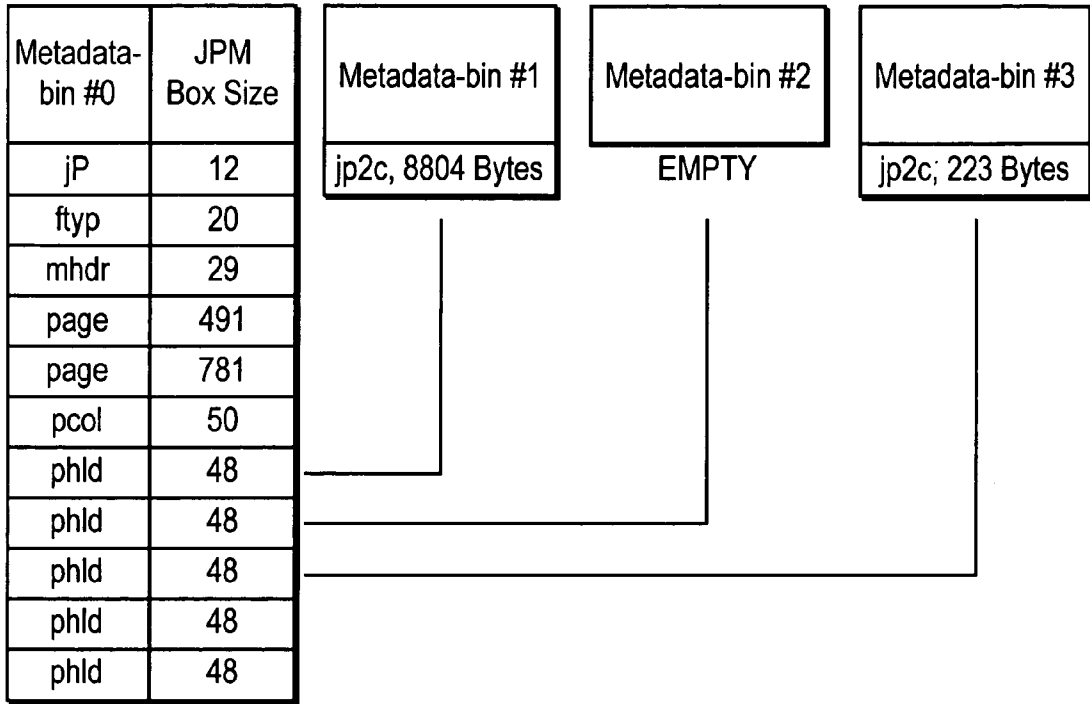 Metadata-bin #0 JPM Box Size
jP 12
ftyp 20
mhdr 29
page 491
page 781
pcol 50
phld 48
phld 48
phld 48
phld 48
phld 48
Metadata-bin #1
jp2c, 8804 Bytes
Metadata-bin #2
EMPTY
Metadata-bin #3
jp2c; 223 Bytes